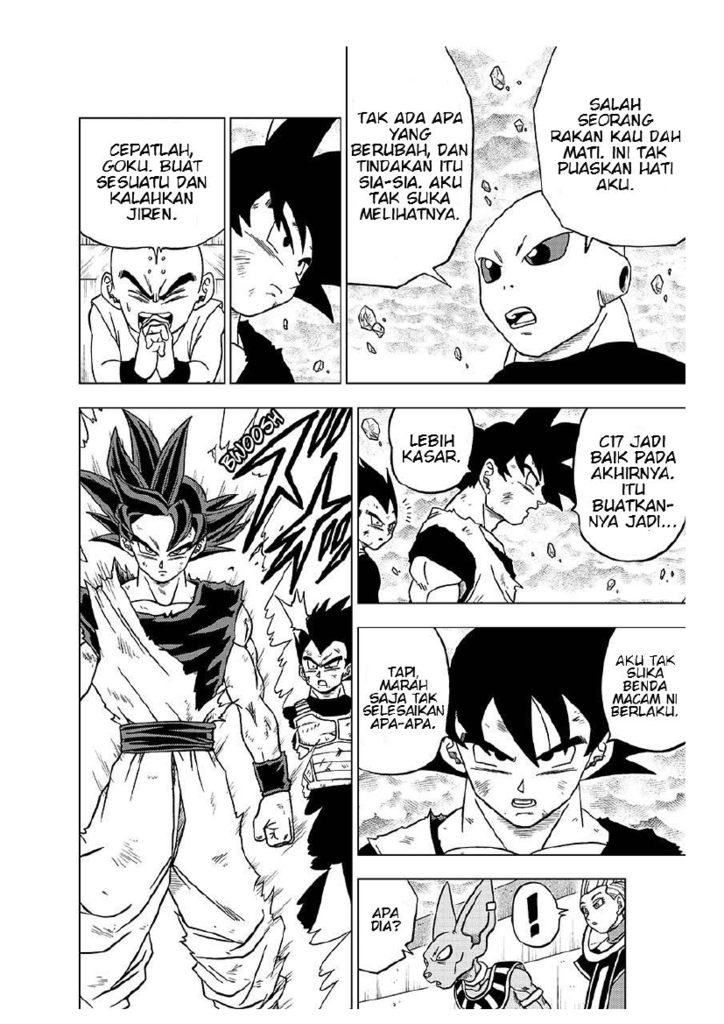 SALAH
SEORANG
RAKAN KAU DAH
MATI. INI TAK
PUASKAN HATI
AKU.
TAK ADA APA
YANG
BERUBAH, DAN
TINDAKAN ITU
SIA-SIA. AKU
TAK SUKA
MELIHATNYA.
CEPATLAH,
GOKU. BUAT
SESUATU DAN
KALAHKAN
JIREN.
C17 JADI
BAIK PADA
AKHIRNYA.
ITU
BUATKAN-
NYA JADI...
LEBIH
KASAR.
AKU TAK
SUKA
BENDA
MACAM NI
BERLAKU.
TAPI,
MARAH
SAJA TAK
SELESAIKAN
APA-APA.
BWOOSH
!
APA
DIA?